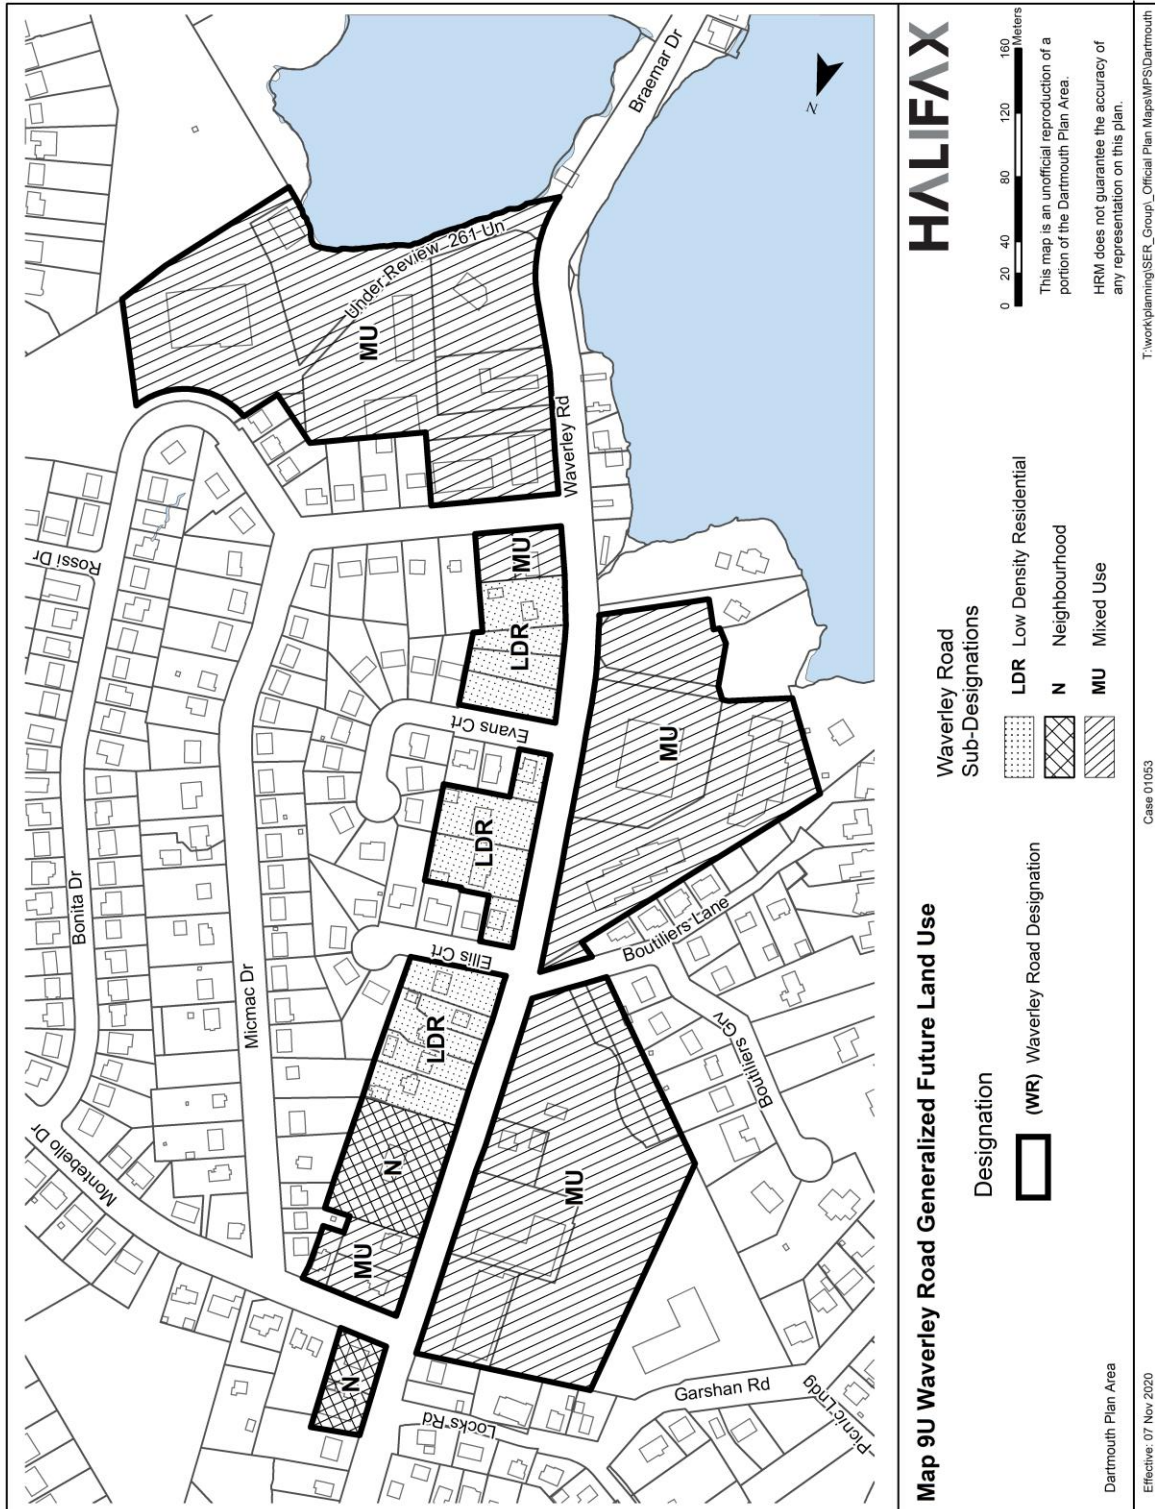 Rossi Dr
Bonita Dr
Montebello Dr
Micmac Dr
Braemar Dr
N
Under Review 261 Un
MU
Waverley Rd
MU
LDR
Evans Crt
LDR
Ellis Crt
LDR
N
MU
N
MU
MU
Boutiliers Lane
Boutiliers Grv
Garshan Rd
Locks Rd
Picnic Lndg
Map 9U Waverley Road Generalized Future Land Use
HALIFAX
Designation
(WR) Waverley Road Designation
Waverley Road
Sub-Designations
LDR Low Density Residential
N Neighbourhood
MU Mixed Use
0 20 40 80 120 160
Meters
This map is an unofficial reproduction of a
portion of the Dartmouth Plan Area.
HRM does not guarantee the accuracy of
any representation on this plan.
Dartmouth Plan Area
Effective: 07 Nov 2020
Case 01053
T:\work\planning\SER_Group\_Official Plan Maps\MPS\Dartmouth